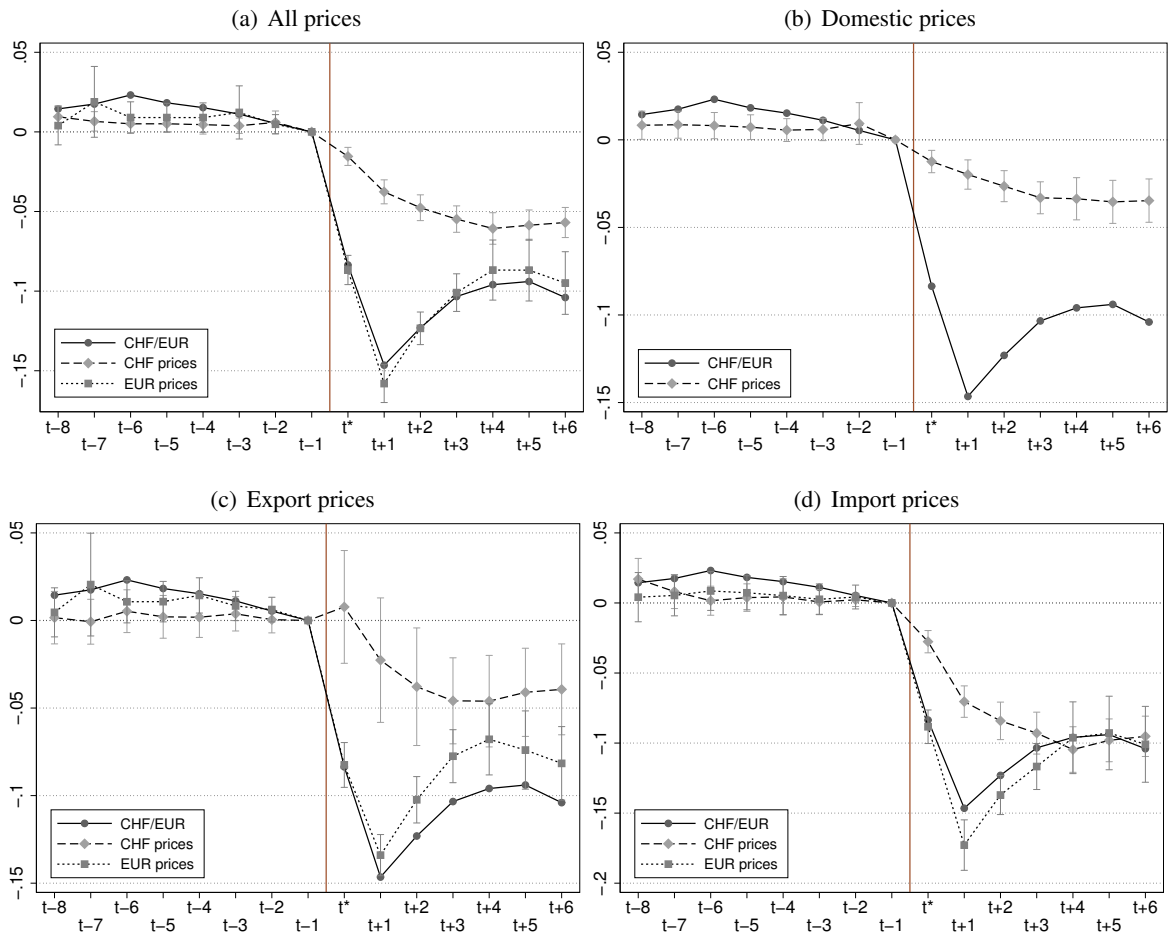 (a) All prices
.05
0
−.05
−.1
−.15
CHF/EUR
CHF prices
EUR prices
t−8 t−6 t−4 t−2 t* t+2 t+4 t+6
t−7 t−5 t−3 t−1 t+1 t+3 t+5
(b) Domestic prices
.05
0
−.05
−.1
−.15
CHF/EUR
CHF prices
t−8 t−6 t−4 t−2 t* t+2 t+4 t+6
t−7 t−5 t−3 t−1 t+1 t+3 t+5
(c) Export prices
.05
0
−.05
−.1
−.15
CHF/EUR
CHF prices
EUR prices
t−8 t−6 t−4 t−2 t* t+2 t+4 t+6
t−7 t−5 t−3 t−1 t+1 t+3 t+5
(d) Import prices
.05
0
−.05
−.1
−.15
−.2
CHF/EUR
CHF prices
EUR prices
t−8 t−6 t−4 t−2 t* t+2 t+4 t+6
t−7 t−5 t−3 t−1 t+1 t+3 t+5